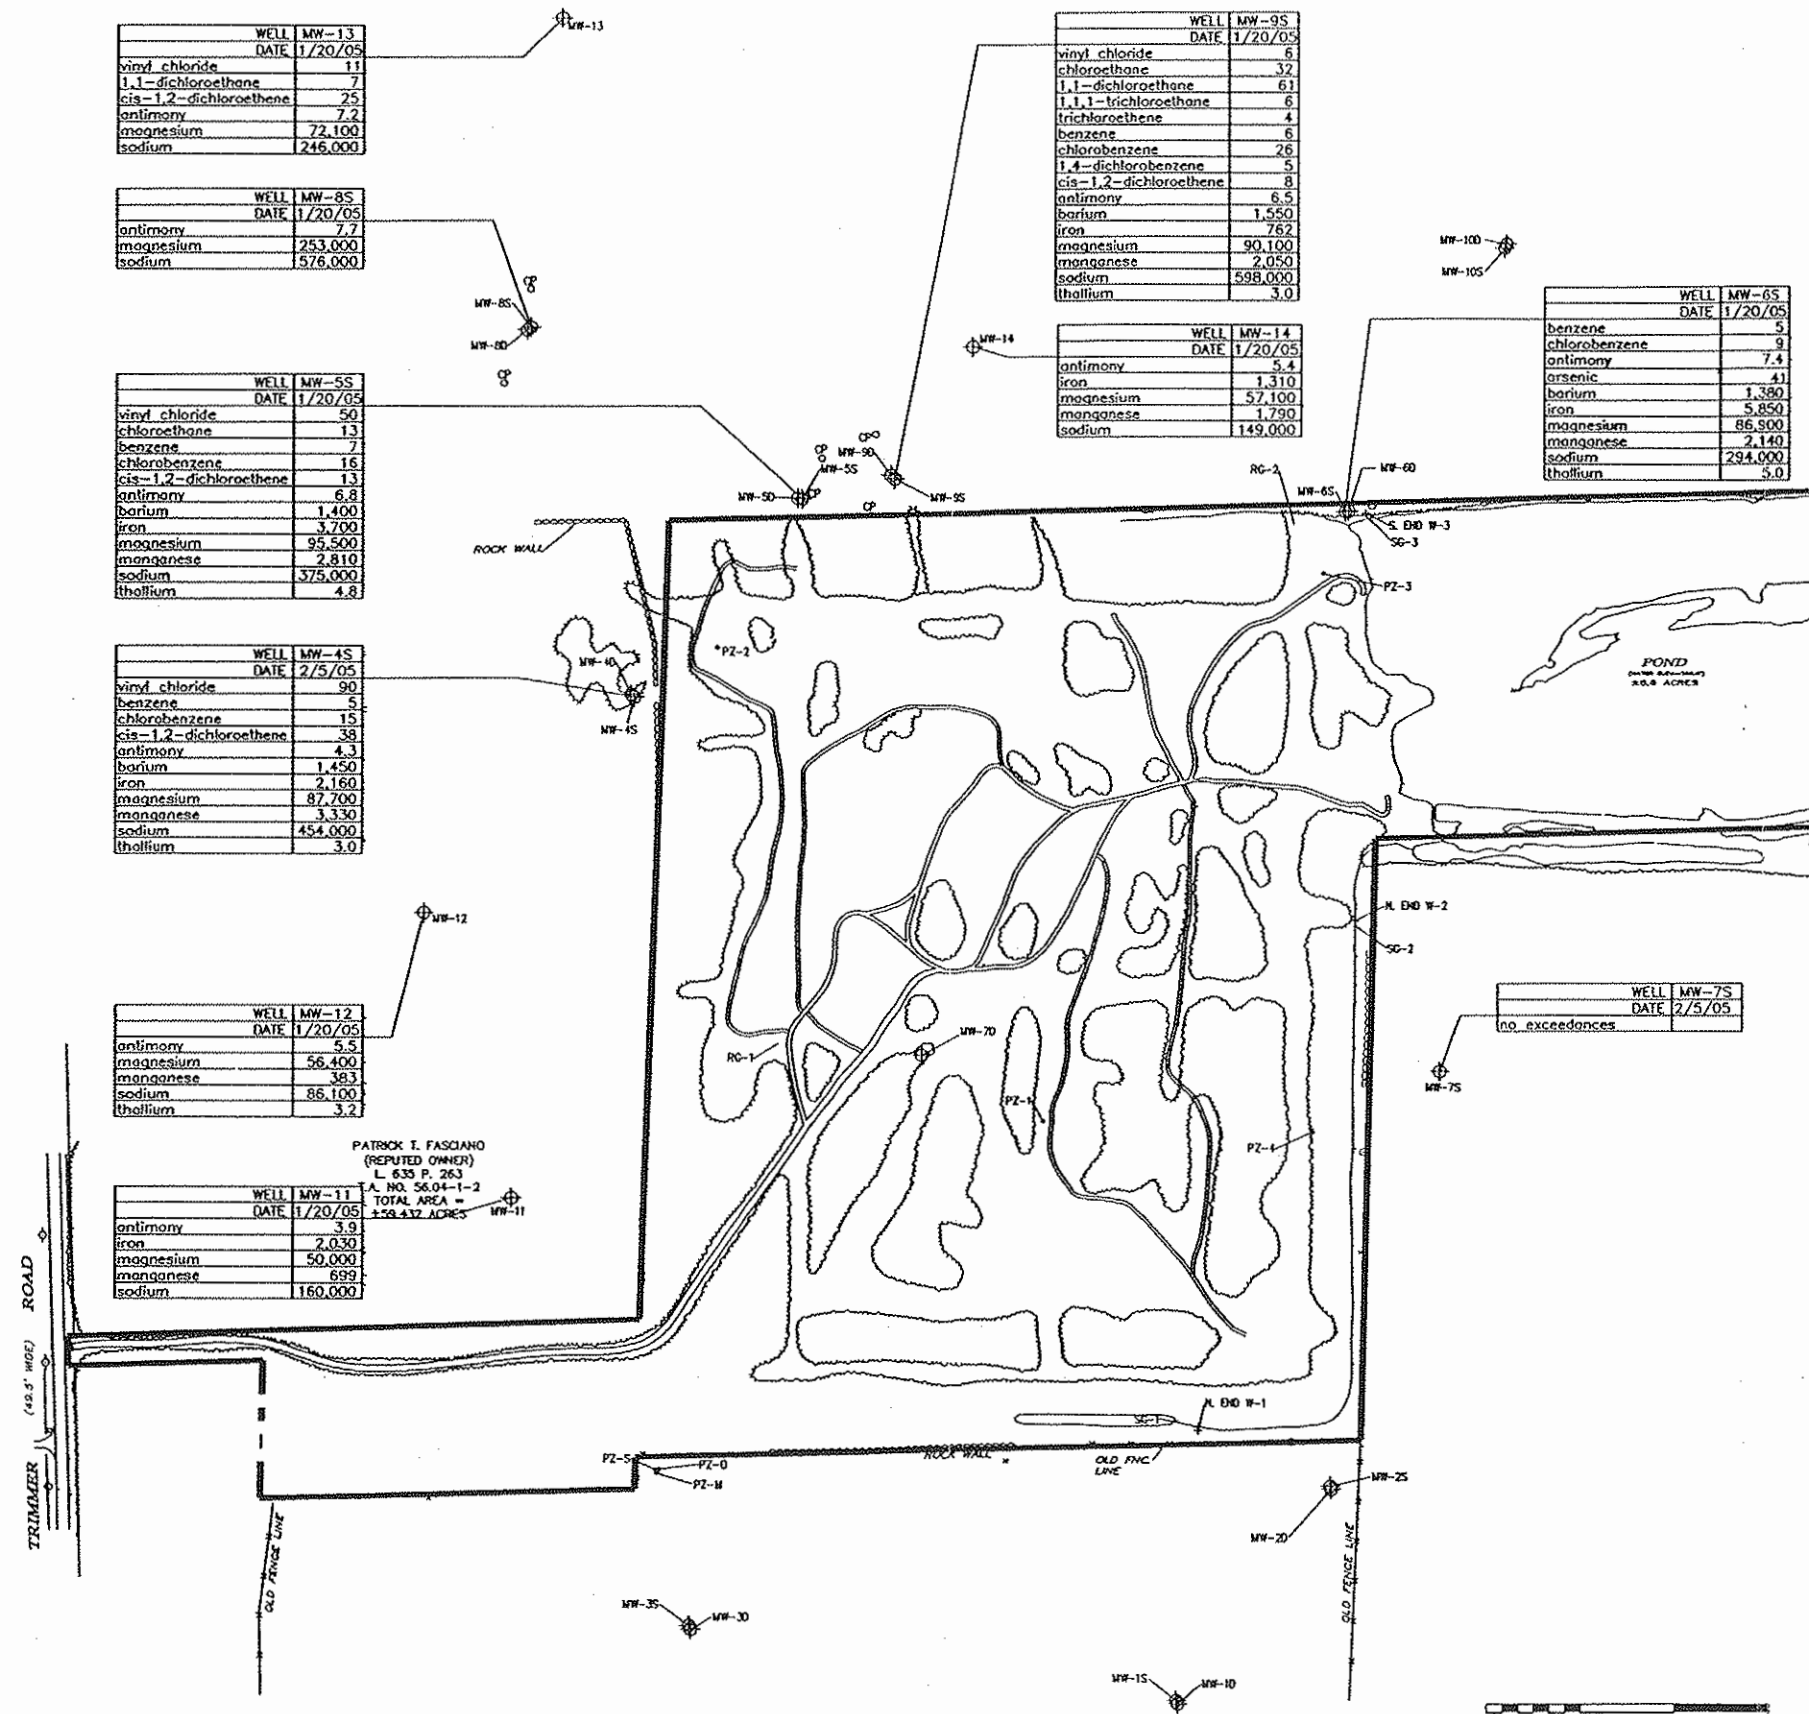 WELL MW-13
DATE 1/20/05
vinyl chloride 11
1,1-dichloroethane 7
cis-1,2-dichloroethene 25
antimony 7.2
magnesium 72,100
sodium 246,000
MW-13
WELL MW-8S
DATE 1/20/05
antimony 7.7
magnesium 253,000
sodium 576,000
MW-8S
MW-8D
CP
CP
WELL MW-5S
DATE 1/20/05
vinyl chloride 50
chloroethane 13
benzene 7
chlorobenzene 16
cis-1,2-dichloroethene 13
antimony 6.8
barium 1,400
iron 3,700
magnesium 95,500
manganese 2,810
sodium 375,000
thallium 4.8
WELL MW-4S
DATE 2/5/05
vinyl chloride 90
benzene 5
chlorobenzene 15
cis-1,2-dichloroethene 38
antimony 4.3
barium 1,450
iron 2,160
magnesium 87,700
manganese 3,330
sodium 454,000
thallium 3.0
WELL MW-12
DATE 1/20/05
antimony 5.5
magnesium 56,400
manganese 383
sodium 86,100
thallium 3.2
MW-12
PATRICK T. FASCIANO
(REPUTED OWNER)
L. 635 P. 263
T.A. NO. 56.04-1-2
TOTAL AREA =
±59.437 ACRES
WELL MW-11
DATE 1/20/05
antimony 3.9
iron 2,030
magnesium 50,000
manganese 699
sodium 160,000
MW-11
WELL MW-9S
DATE 1/20/05
vinyl chloride 6
chloroethane 32
1,1-dichloroethane 61
1,1,1-trichloroethane 6
trichloroethene 4
benzene 6
chlorobenzene 26
1,4-dichlorobenzene 5
cis-1,2-dichloroethene 8
antimony 6.5
barium 1,550
iron 762
magnesium 90,100
manganese 2,050
sodium 598,000
thallium 3.0
MW-14
WELL MW-14
DATE 1/20/05
antimony 5.4
iron 1,310
magnesium 57,100
manganese 1,790
sodium 149,000
MW-10D
MW-10S
WELL MW-6S
DATE 1/20/05
benzene 5
chlorobenzene 9
antimony 7.4
arsenic 41
barium 1,380
iron 5,850
magnesium 86,900
manganese 2,140
sodium 294,000
thallium 5.0
CP
MW-9D
MW-5S
MW-5D
CP
MW-9S
CP
RG-2
MW-6D
MW-6S
S. END W-3
SG-3
ROCK WALL
PZ-3
PZ-2
MW-4D
MW-4S
POND
±6.6 ACRES
N. END W-2
SG-2
WELL MW-7S
DATE 2/5/05
no exceedances
MW-7S
RG-1
MW-7D
PZ-1
PZ-4
TRIMMER (49.5' WIDE) ROAD
SG-1
N. END W-1
PZ-S
PZ-D
PZ-M
ROCK WALL
OLD FNC.
LINE
OLD FENCE LINE
OLD FENCE LINE
MW-2S
MW-2D
MW-3S
MW-3D
MW-1S
MW-1D